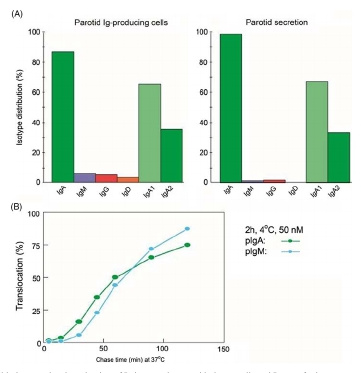 (A)
Parotid Ig-producing cells
Parotid secretion
Isotype distribution (%)
100
80
60
40
20
0
IgA
IgM
IgG
IgD
IgA1
IgA2
100
80
60
40
20
0
IgA
IgM
IgG
IgD
IgA1
IgA2
(B)
Translocation (%)
100
75
50
25
0
0
50
100
150
Chase time (min) at 37°C
2h, 4°C, 50 nM
pIgA:
pIgM: